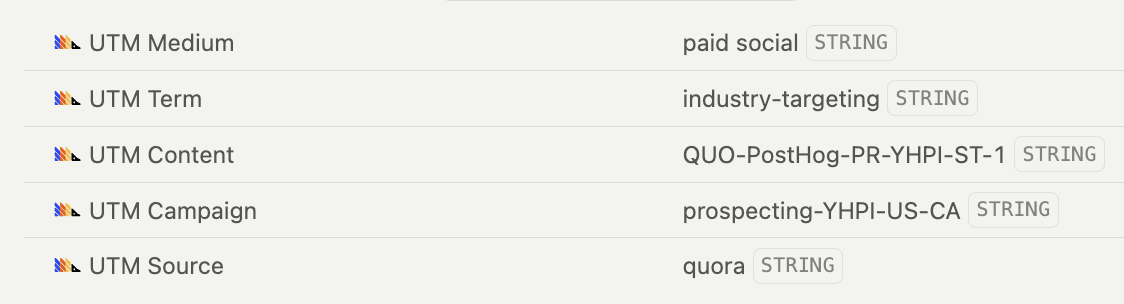 UTM Medium paid social STRING
UTM Term industry-targeting STRING
UTM Content QUO-PostHog-PR-YHPI-ST-1 STRING
UTM Campaign prospecting-YHPI-US-CA STRING
UTM Source quora STRING